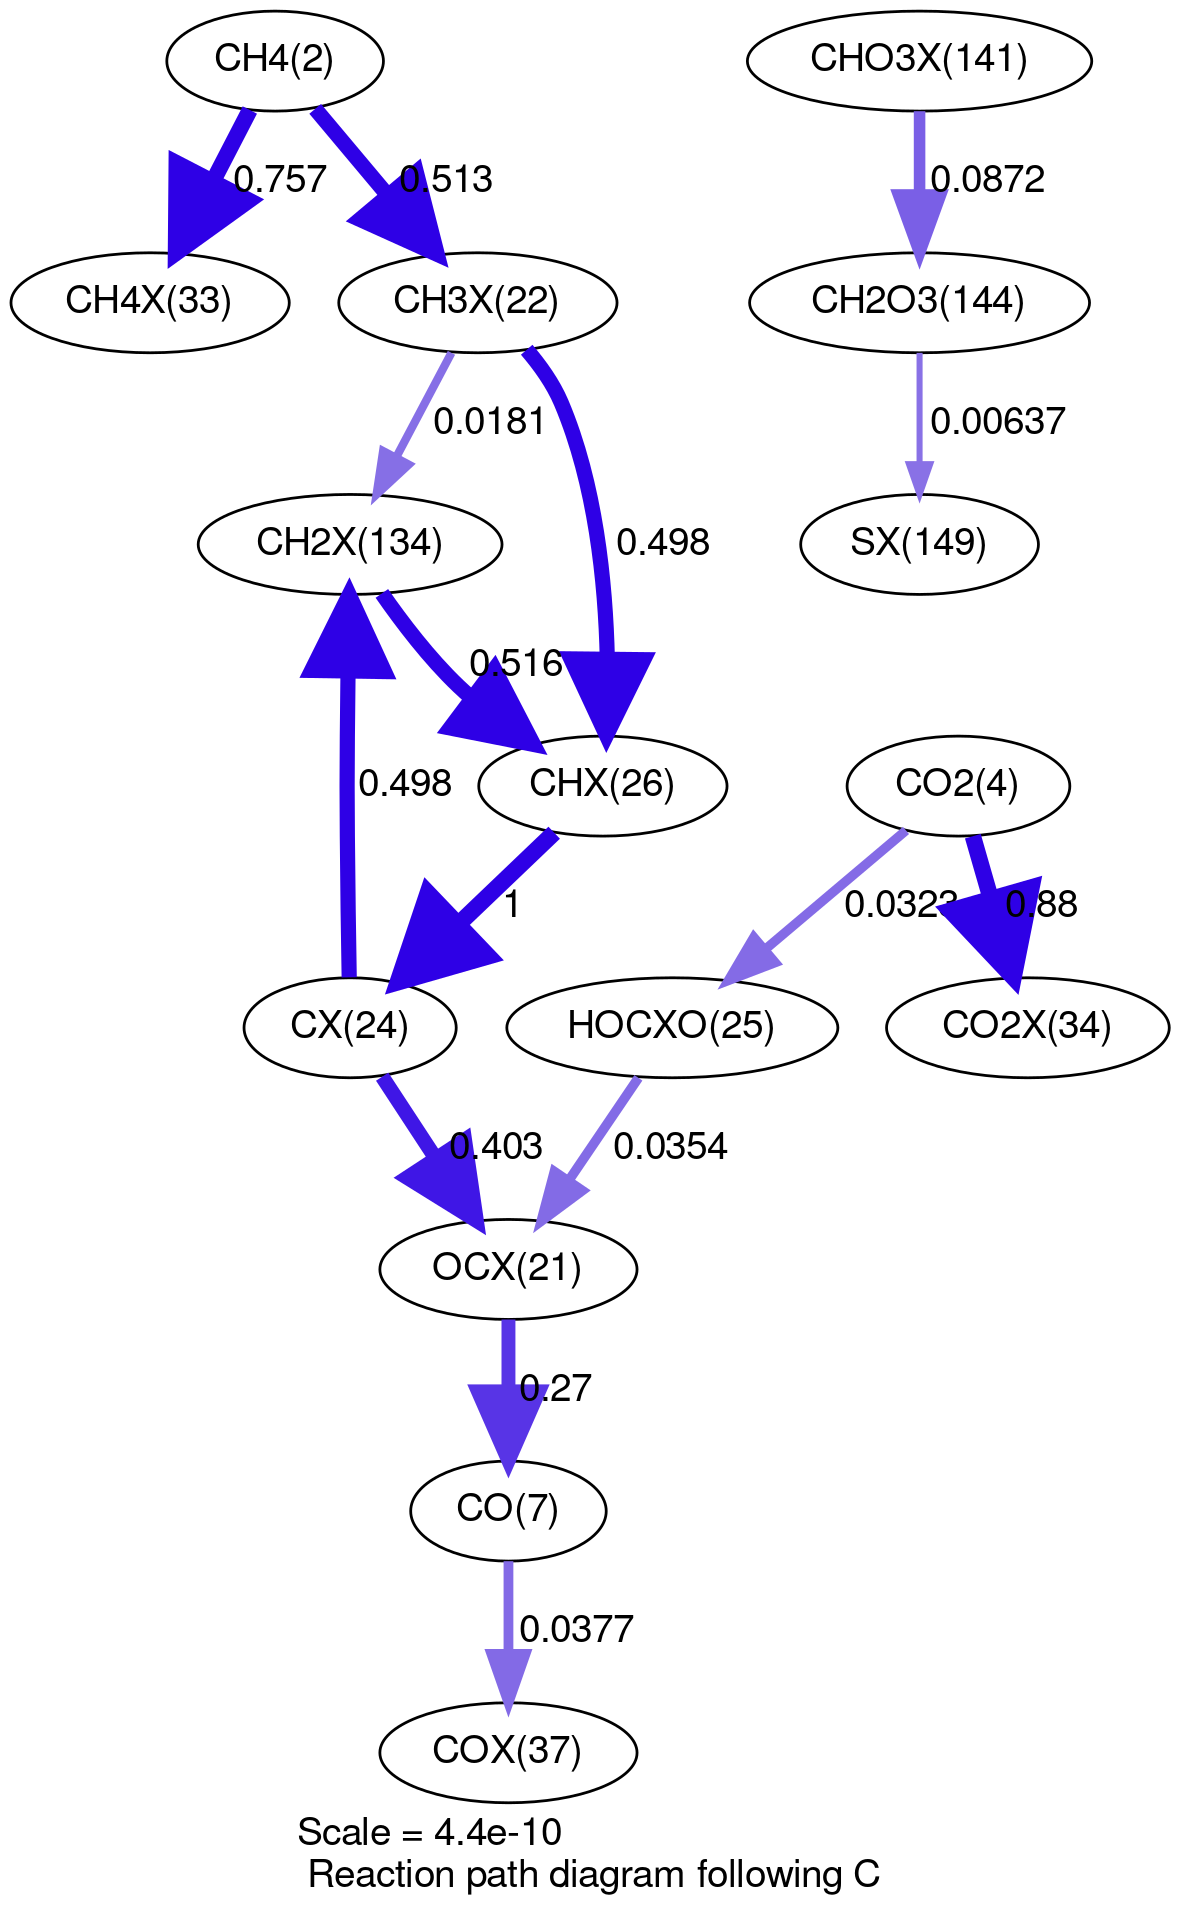 CH4(2)
CHO3X(141)
0.757
0.513
0.0872
CH4X(33)
CH3X(22)
CH2O3(144)
0.0181
0.00637
CH2X(134)
0.498
SX(149)
0.516
0.498
CHX(26)
CO2(4)
1
0.0323
0.88
CX(24)
HOCXO(25)
CO2X(34)
0.403
0.0354
OCX(21)
0.27
CO(7)
0.0377
COX(37)
Scale = 4.4e-10
Reaction path diagram following C